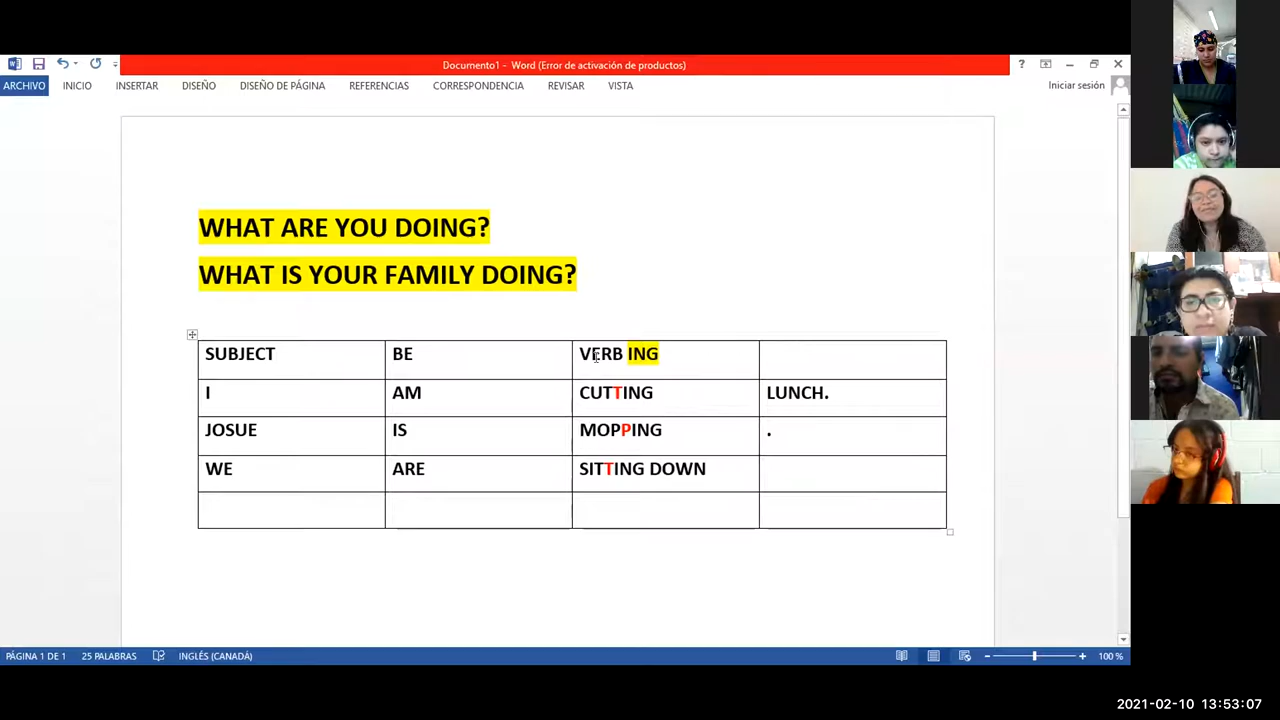 Documento1 - Word (Error de activación de productos)
ARCHIVO INICIO INSERTAR DISEÑO DISEÑO DE PÁGINA REFERENCIAS CORRESPONDENCIA REVISAR VISTA Iniciar sesión
WHAT ARE YOU DOING?
WHAT IS YOUR FAMILY DOING?
SUBJECT BE VERB ING
I AM CUTTING LUNCH.
JOSUE IS MOPPING .
WE ARE SITTING DOWN
PÁGINA 1 DE 1 25 PALABRAS INGLÉS (CANADÁ) 100 %
2021-02-10 13:53:07